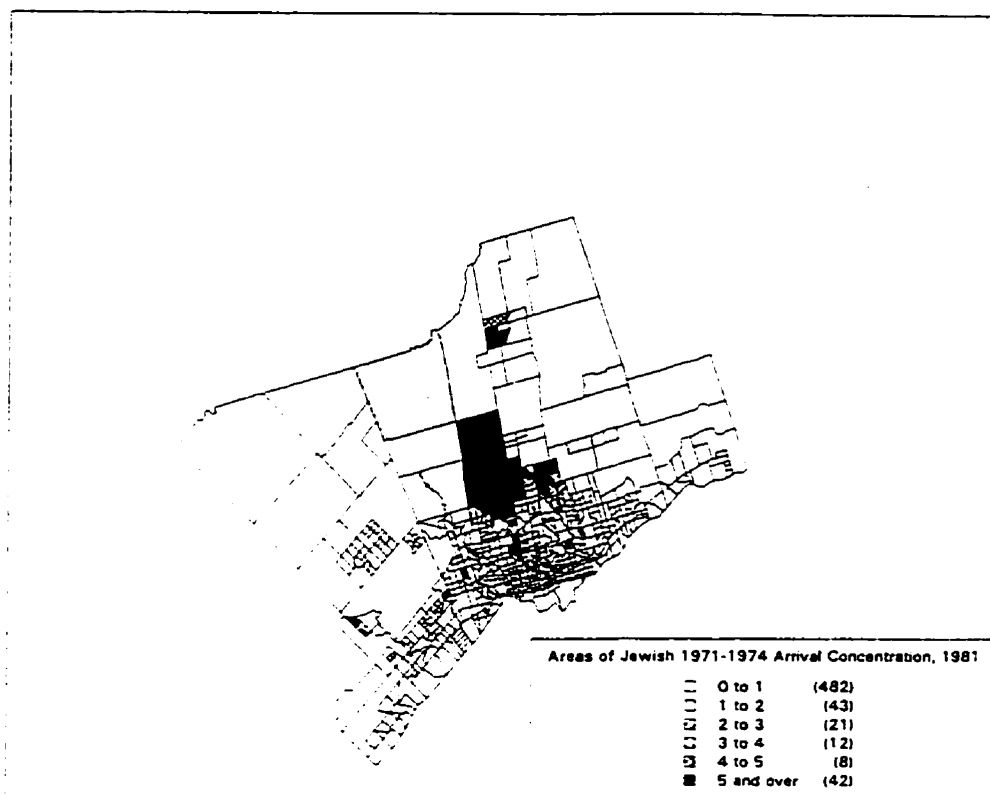 Areas of Jewish 1971-1974 Arrival Concentration, 1981
0 to 1 (482)
1 to 2 (43)
2 to 3 (21)
3 to 4 (12)
4 to 5 (8)
5 and over (42)